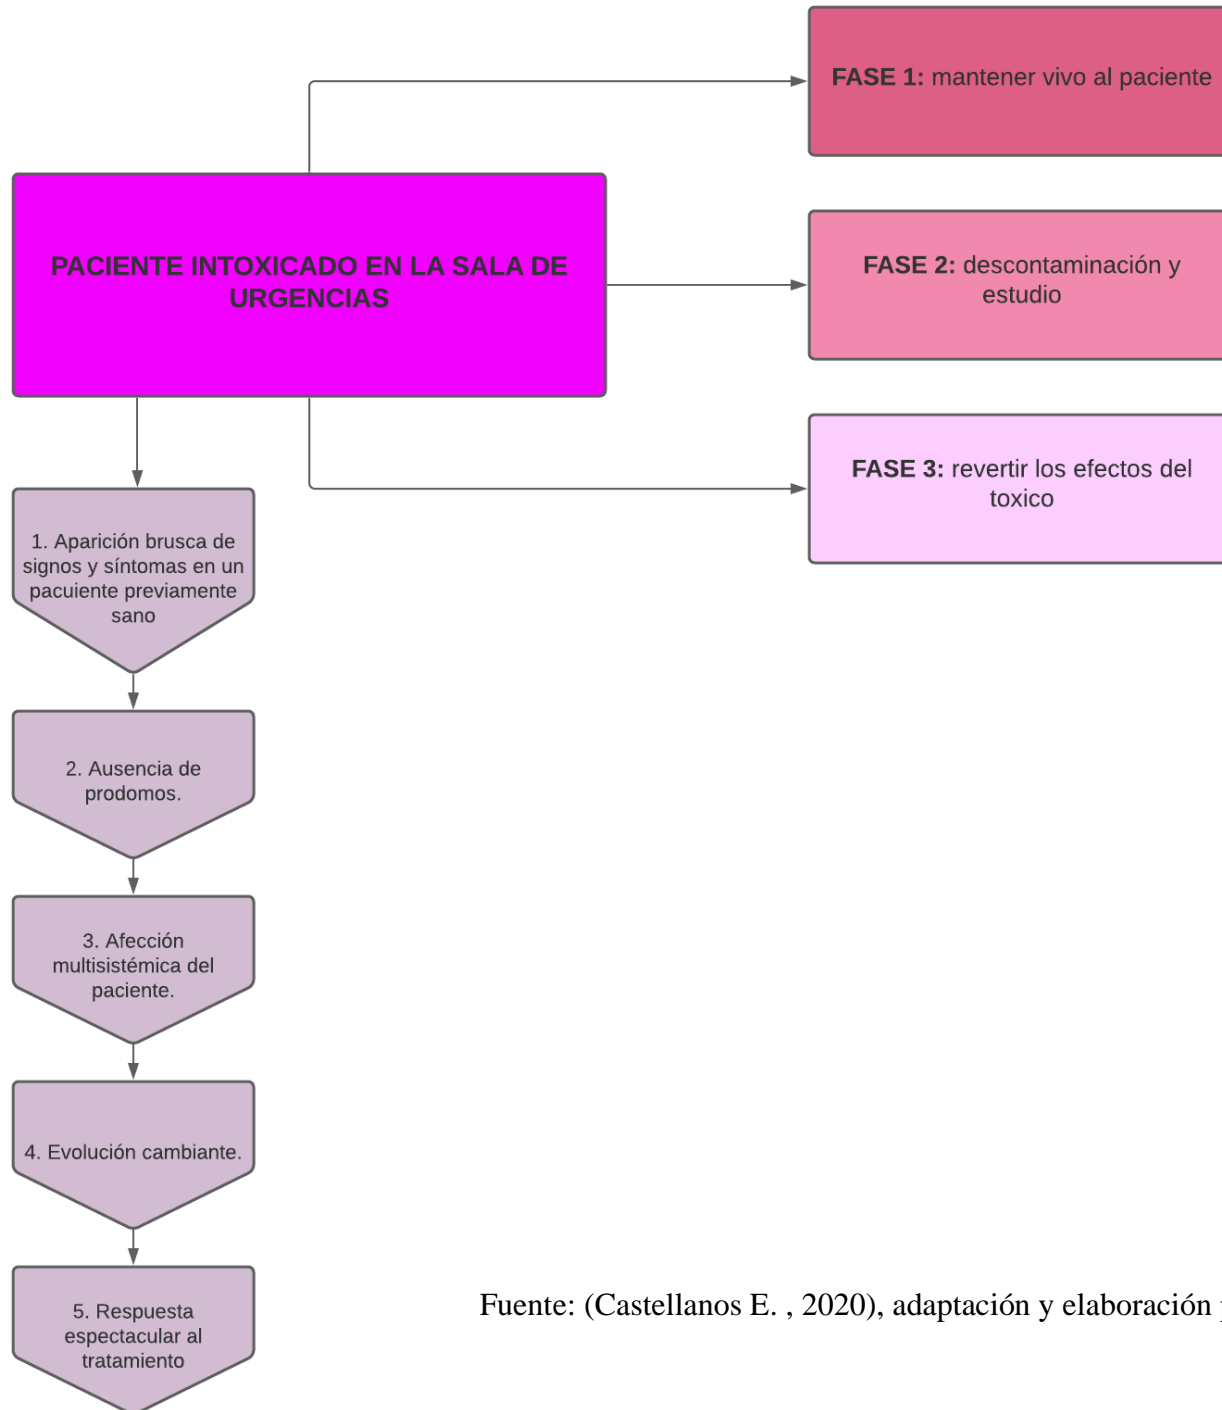 FASE 1: mantener vivo al paciente
PACIENTE INTOXICADO EN LA SALA DE
URGENCIAS
FASE 2: descontaminación y
estudio
FASE 3: revertir los efectos del
toxico
1. Aparición brusca de
signos y síntomas en un
pacuiente previamente
sano
2. Ausencia de
prodomos.
3. Afección
multisistémica del
paciente.
4. Evolución cambiante.
5. Respuesta
espectacular al
tratamiento
Fuente: (Castellanos E. , 2020), adaptación y elaboración